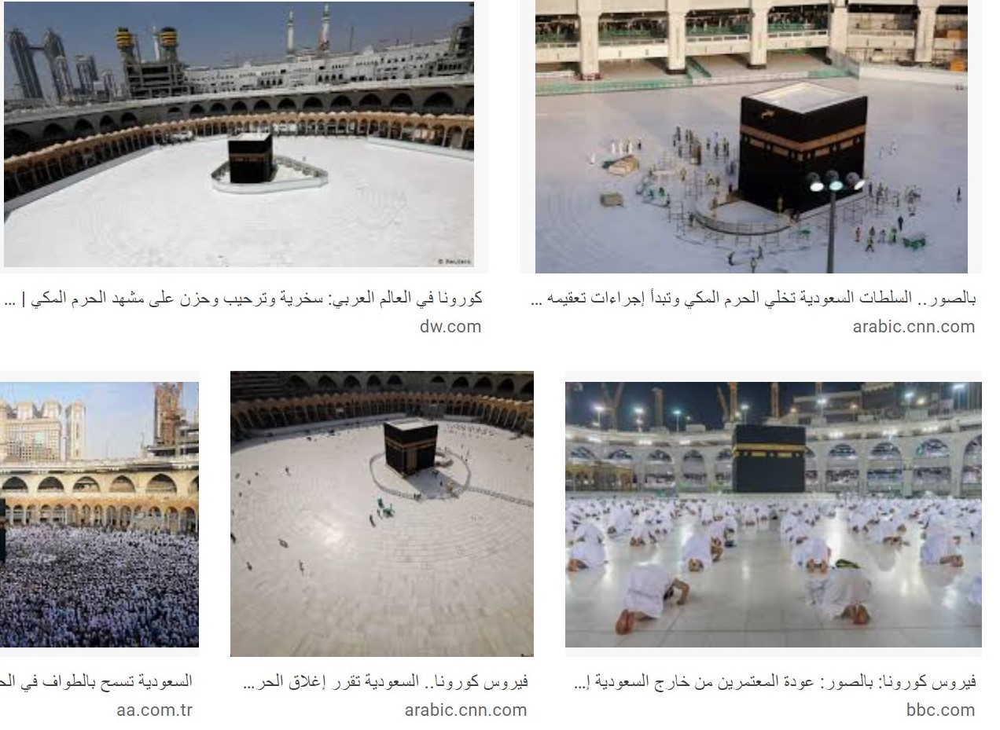 © Reuters
بالصور.. السلطات السعودية تخلي الحرم المكي وتبدأ إجراءات تعقيمه ...
arabic.cnn.com
كورونا في العالم العربي: سخرية وترحيب وحزن على مشهد الحرم المكي | ...
dw.com
فيروس كورونا: بالصور: عودة المعتمرين من خارج السعودية إ...
bbc.com
فيروس كورونا.. السعودية تقرر إغلاق الحر...
arabic.cnn.com
السعودية تسمح بالطواف في الح
aa.com.tr